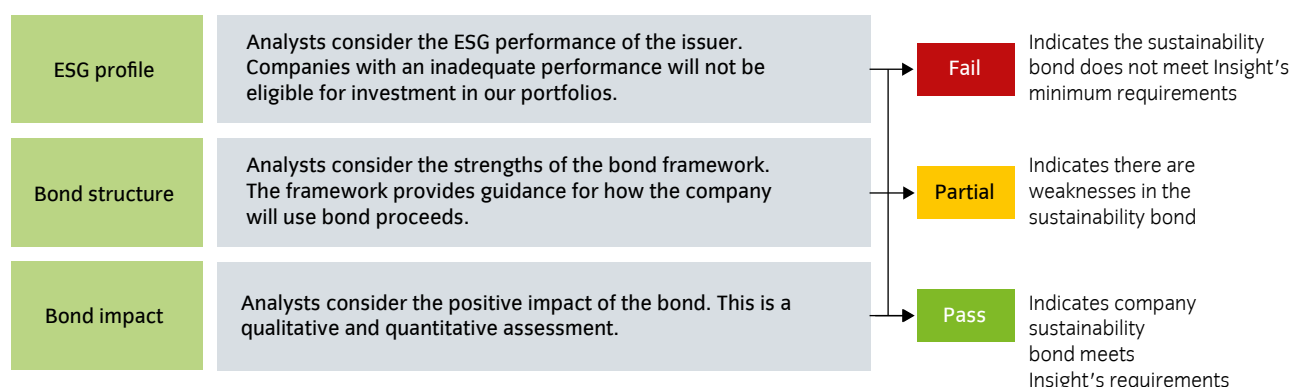 ESG profile
Analysts consider the ESG performance of the issuer.
Companies with an inadequate performance will not be
eligible for investment in our portfolios.
Fail
Indicates the sustainability
bond does not meet Insight's
minimum requirements
Bond structure
Analysts consider the strengths of the bond framework.
The framework provides guidance for how the company
will use bond proceeds.
Partial
Indicates there are
weaknesses in the
sustainability bond
Bond impact
Analysts consider the positive impact of the bond. This is a
qualitative and quantitative assessment.
Pass
Indicates company
sustainability
bond meets
Insight's requirements